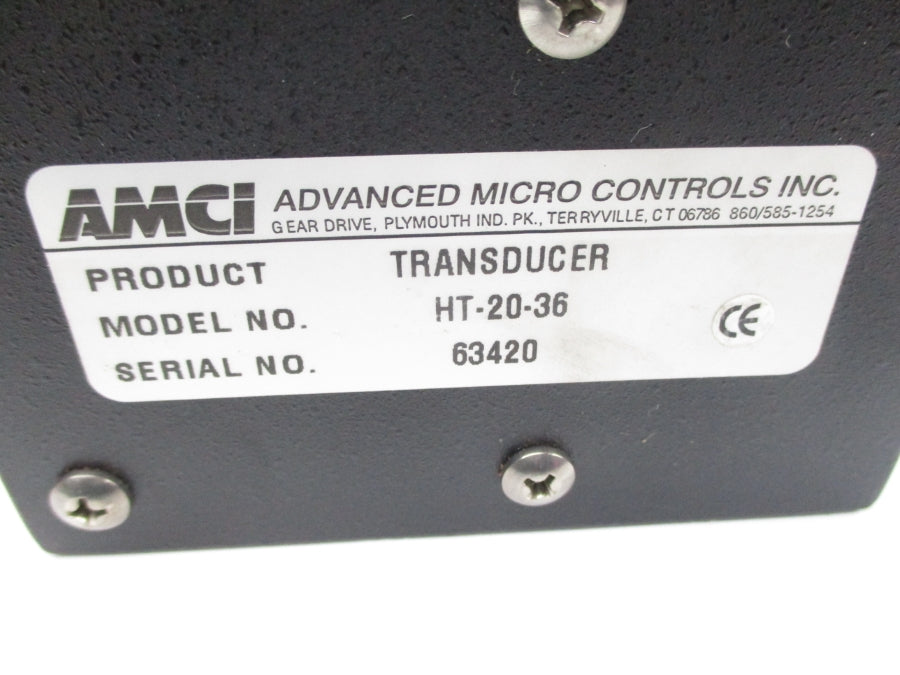 AMCI ADVANCED MICRO CONTROLS INC.
GEAR DRIVE, PLYMOUTH IND. PK., TERRYVILLE, CT 06786 860/585-1254
PRODUCT TRANSDUCER
MODEL NO. HT-20-36
SERIAL NO. 63420
CE